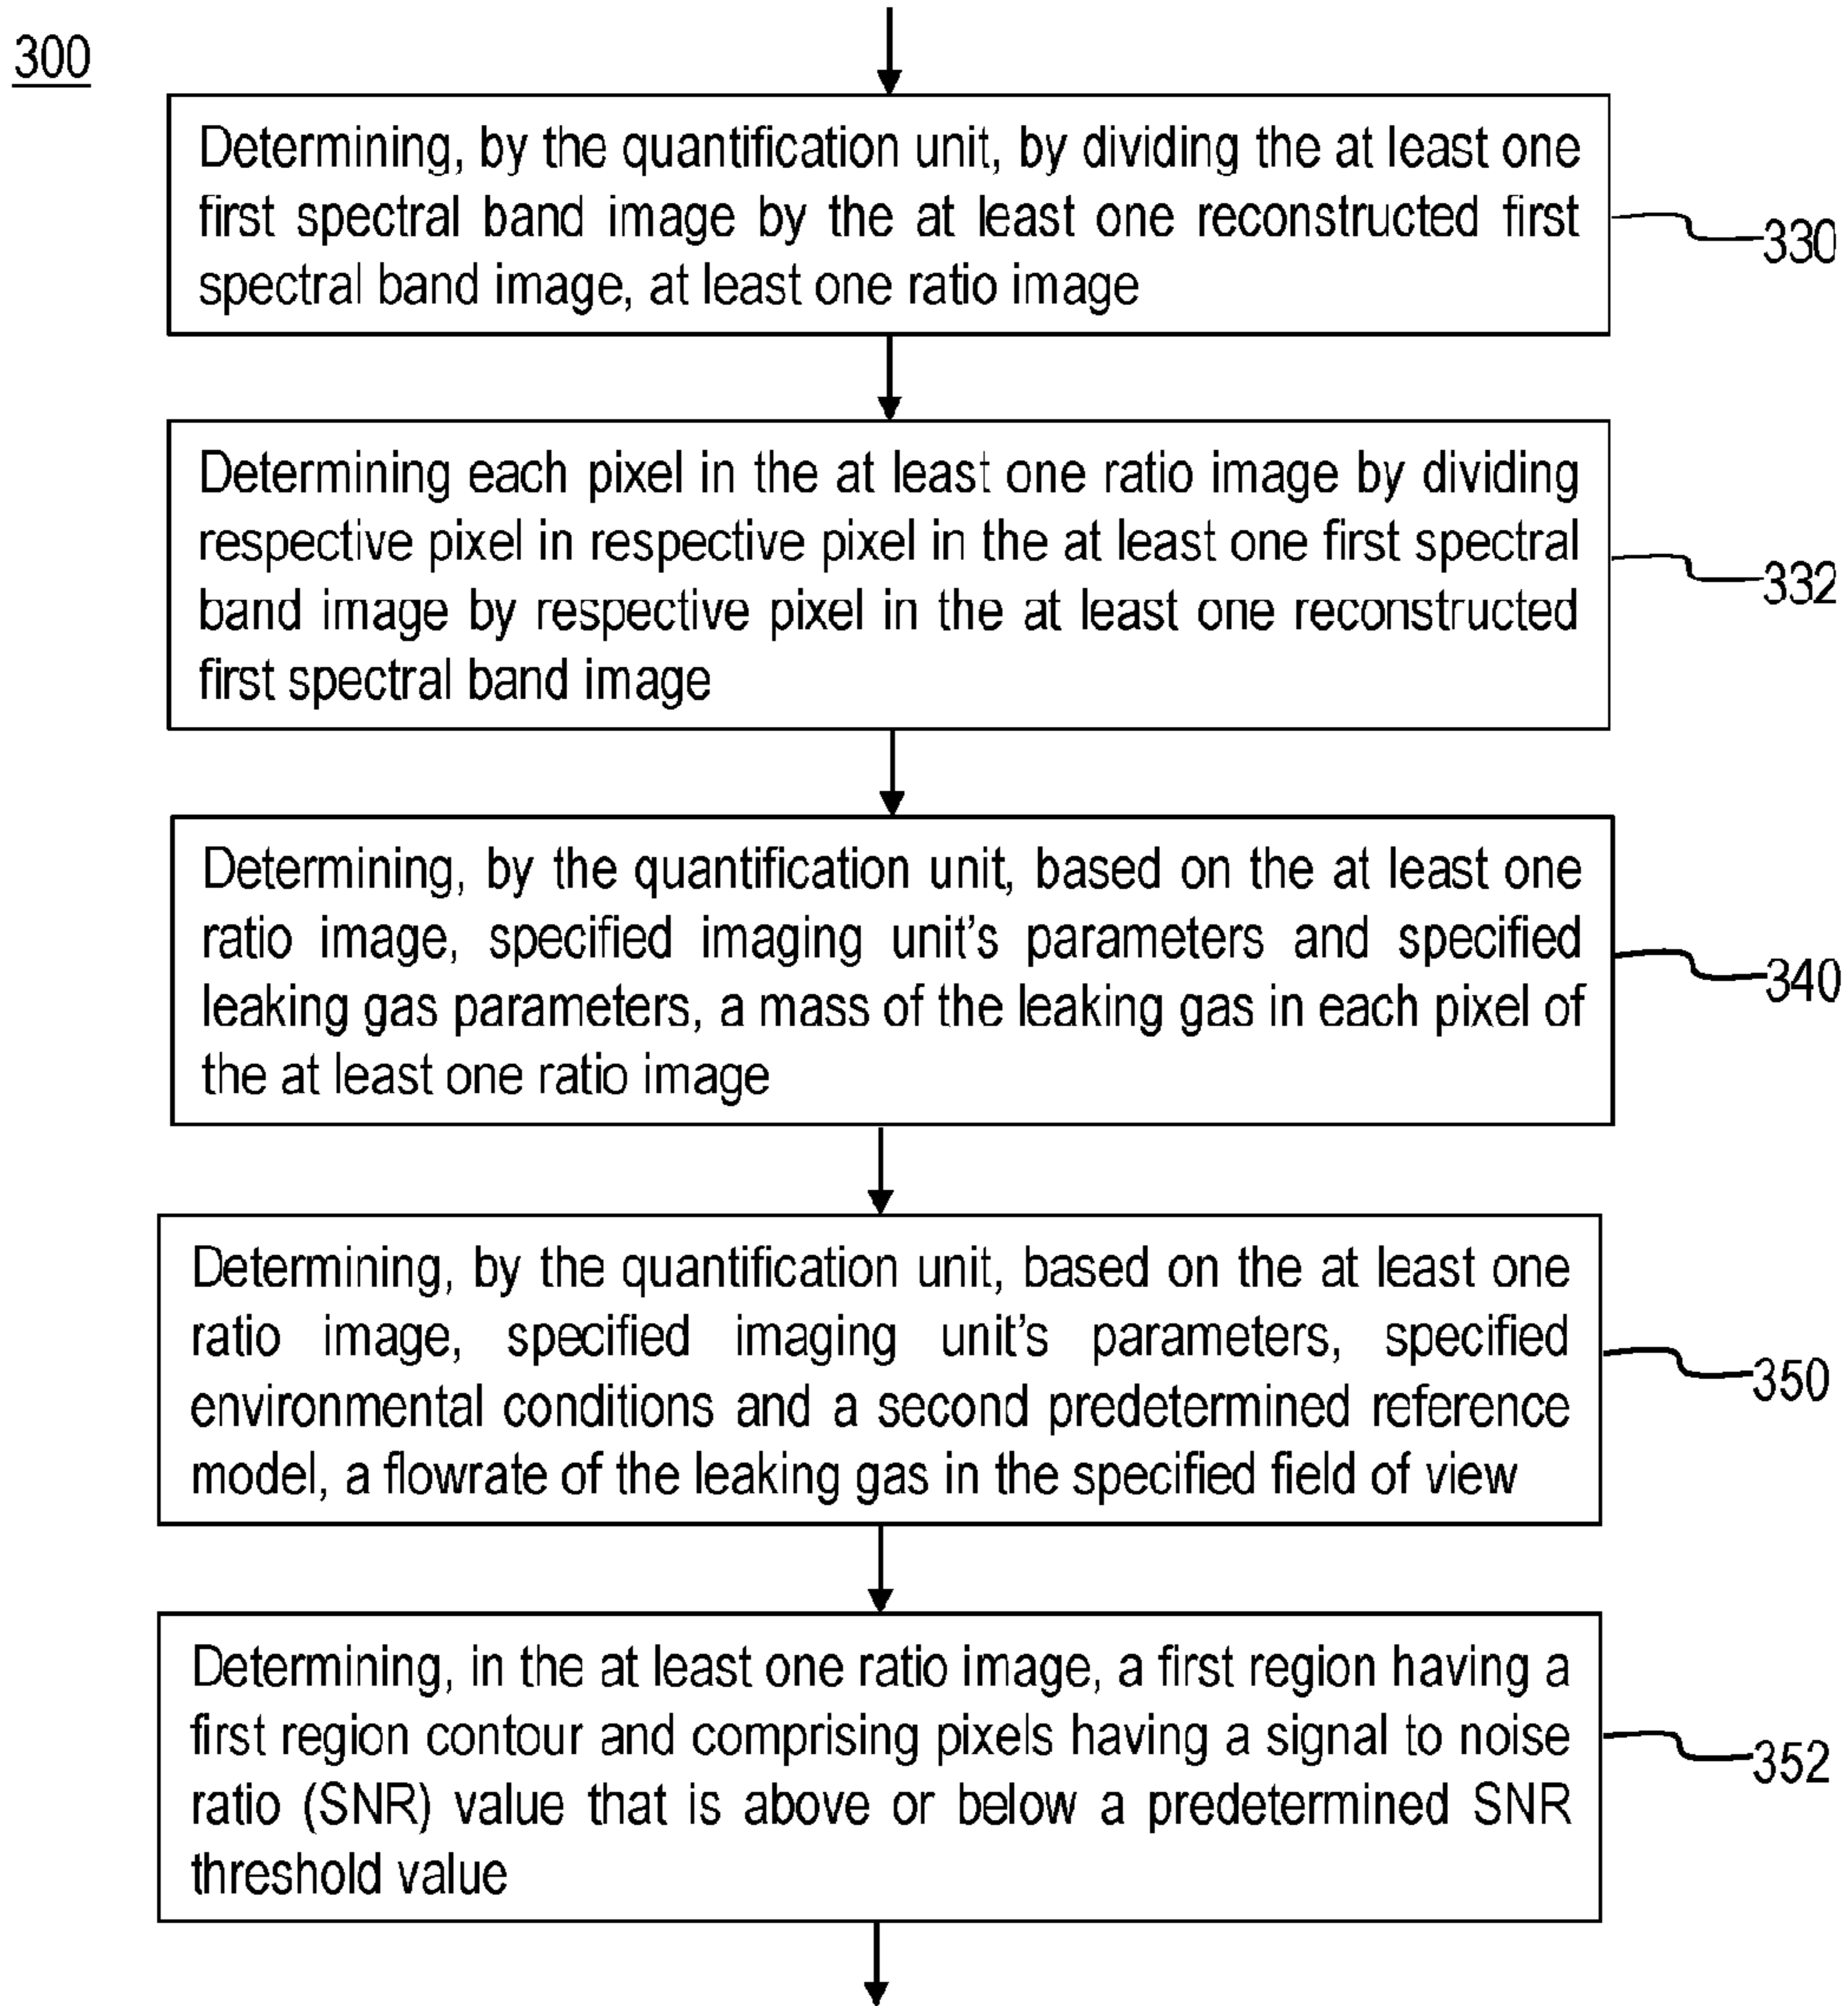 300
Determining, by the quantification unit, by dividing the at least one
first spectral band image by the at least one reconstructed first
spectral band image, at least one ratio image
330
Determining each pixel in the at least one ratio image by dividing
respective pixel in respective pixel in the at least one first spectral
band image by respective pixel in the at least one reconstructed
first spectral band image
332
Determining, by the quantification unit, based on the at least one
ratio image, specified imaging unit's parameters and specified
leaking gas parameters, a mass of the leaking gas in each pixel of
the at least one ratio image
340
Determining, by the quantification unit, based on the at least one
ratio image, specified imaging unit's parameters, specified
environmental conditions and a second predetermined reference
model, a flowrate of the leaking gas in the specified field of view
350
Determining, in the at least one ratio image, a first region having a
first region contour and comprising pixels having a signal to noise
ratio (SNR) value that is above or below a predetermined SNR
threshold value
352